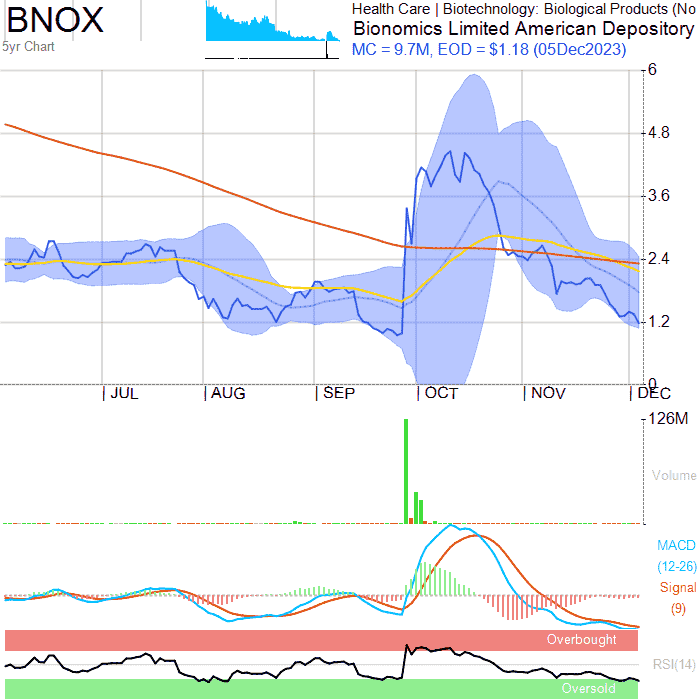 BNOX
5yr Chart
Health Care | Biotechnology: Biological Products (No
Bionomics Limited American Depository
MC = 9.7M, EOD = $1.18 (05Dec2023)
6
4.8
3.6
2.4
1.2
0
JUL
AUG
SEP
OCT
NOV
DEC
126M
Volume
MACD
(12-26)
Signal
(9)
Overbought
RSI(14)
Oversold